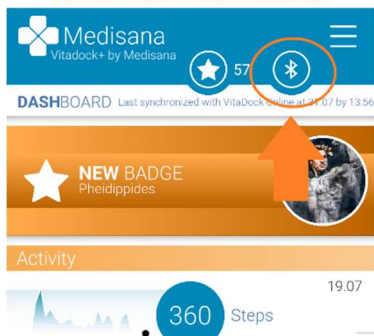 Medisana
Vitadock+ by Medisana
57
DASHBOARD Last synchronized with VitaDock Online at 31.07 by 13:56
NEW BADGE
Pheidippides
Activity
19.07
360 Steps